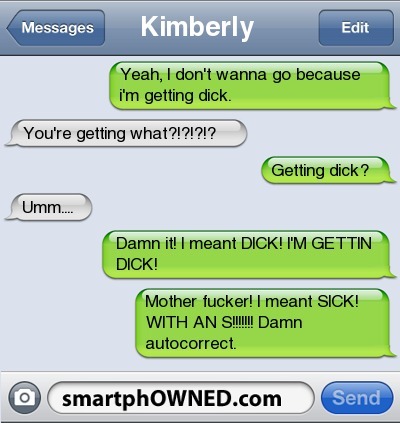 Messages
Kimberly
Edit
Yeah, I don't wanna go because
i'm getting dick.
You're getting what?!?!?!?
Getting dick?
Umm....
Damn it! I meant DICK! I'M GETTIN
DICK!
Mother fucker! I meant SICK!
WITH AN S!!!!!!! Damn
autocorrect.
smartphOWNED.com
Send